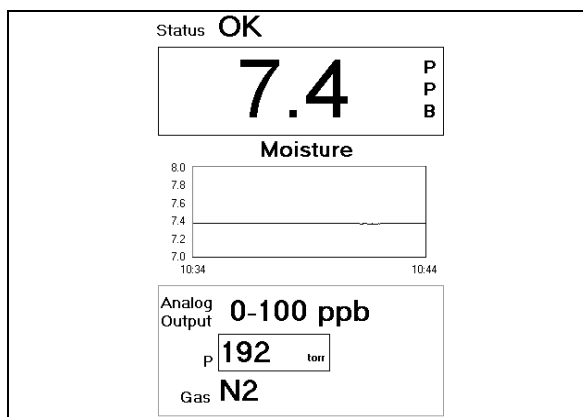 Status OK
7.4 PPB
Moisture
8.0
7.8
7.6
7.4
7.2
7.0
10:34 10:44
Analog Output 0-100 ppb
P 192 torr
Gas N2